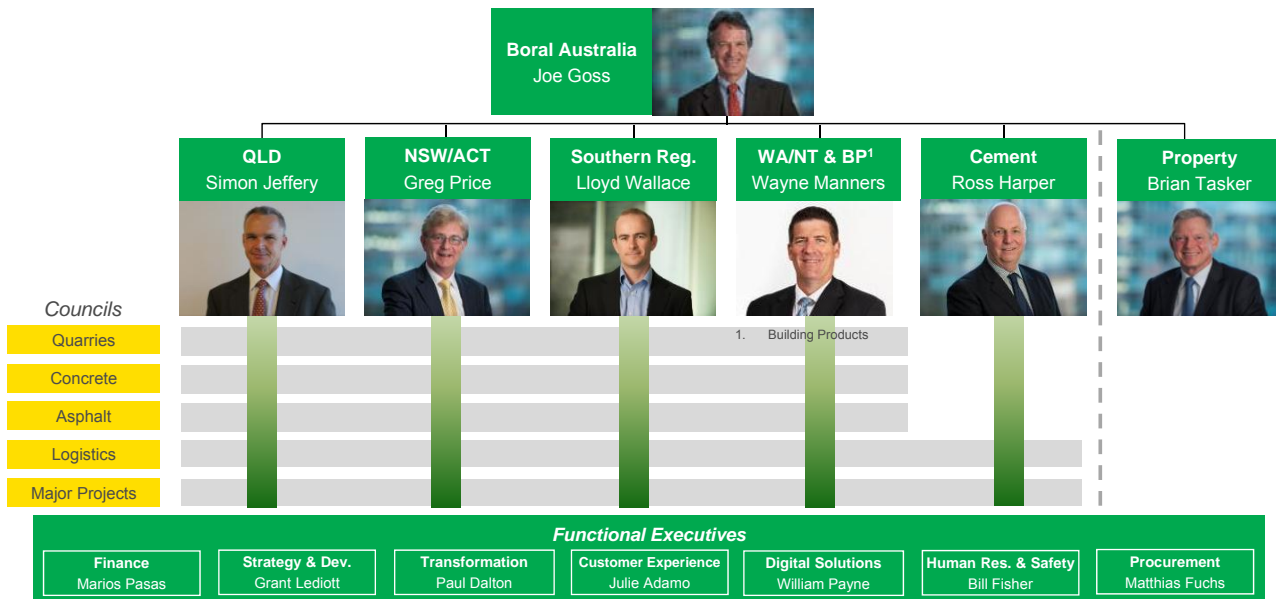 Boral Australia
Joe Goss
QLD
Simon Jeffery
NSW/ACT
Greg Price
Southern Reg.
Lloyd Wallace
WA/NT & BP¹
Wayne Manners
Cement
Ross Harper
Property
Brian Tasker
Councils
Quarries
1. Building Products
Concrete
Asphalt
Logistics
Major Projects
Functional Executives
Finance
Marios Pasas
Strategy & Dev.
Grant Lediott
Transformation
Paul Dalton
Customer Experience
Julie Adamo
Digital Solutions
William Payne
Human Res. & Safety
Bill Fisher
Procurement
Matthias Fuchs